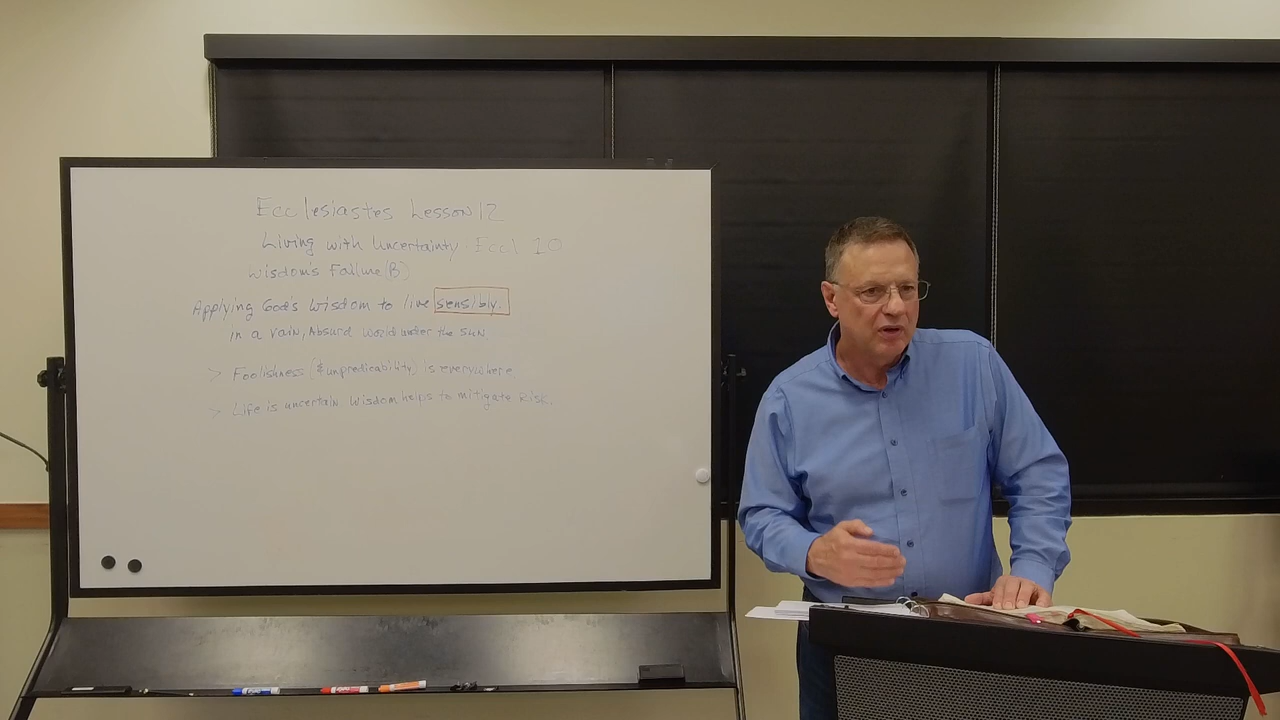 Ecclesiastes Lesson 12
Living with Uncertainty Eccl 10
Wisdom's Failure (B)
Applying God's Wisdom to live sensibly.
in a vain, Absurd World under the sun
> Foolishness (& unpredicability) is everywhere
> Life is uncertain Wisdom helps to mitigate Risk.